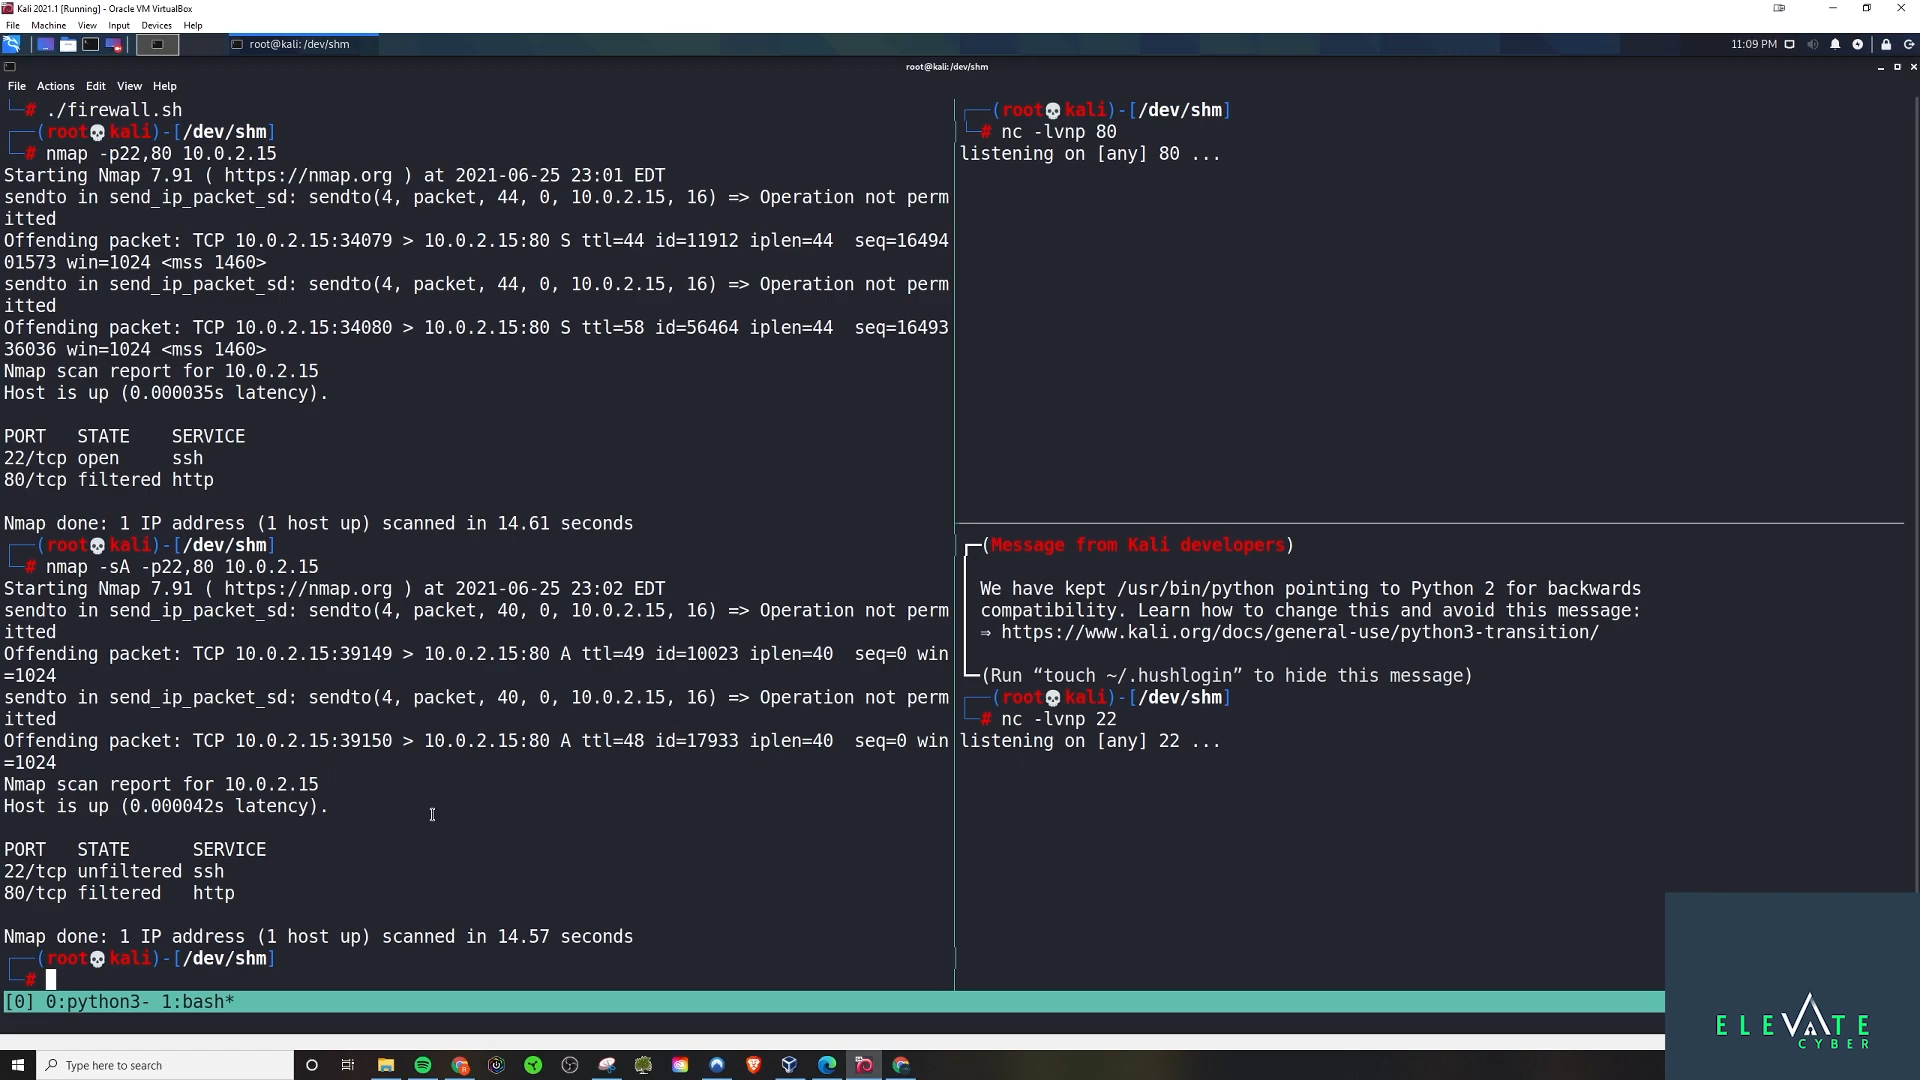 Kali 2021.1 [Running] - Oracle VM VirtualBox
File Machine View Input Devices Help
root@kali: /dev/shm
11:09 PM
root@kali: /dev/shm
File Actions Edit View Help
# ./firewall.sh
(root💀kali)-[/dev/shm]
# nmap -p22,80 10.0.2.15
Starting Nmap 7.91 ( https://nmap.org ) at 2021-06-25 23:01 EDT
sendto in send_ip_packet_sd: sendto(4, packet, 44, 0, 10.0.2.15, 16) => Operation not perm
itted
Offending packet: TCP 10.0.2.15:34079 > 10.0.2.15:80 S ttl=44 id=11912 iplen=44  seq=16494
01573 win=1024 <mss 1460>
sendto in send_ip_packet_sd: sendto(4, packet, 44, 0, 10.0.2.15, 16) => Operation not perm
itted
Offending packet: TCP 10.0.2.15:34080 > 10.0.2.15:80 S ttl=58 id=56464 iplen=44  seq=16493
36036 win=1024 <mss 1460>
Nmap scan report for 10.0.2.15
Host is up (0.000035s latency).
PORT   STATE    SERVICE
22/tcp open     ssh
80/tcp filtered http
Nmap done: 1 IP address (1 host up) scanned in 14.61 seconds
(root💀kali)-[/dev/shm]
# nmap -sA -p22,80 10.0.2.15
Starting Nmap 7.91 ( https://nmap.org ) at 2021-06-25 23:02 EDT
sendto in send_ip_packet_sd: sendto(4, packet, 40, 0, 10.0.2.15, 16) => Operation not perm
itted
Offending packet: TCP 10.0.2.15:39149 > 10.0.2.15:80 A ttl=49 id=10023 iplen=40  seq=0 win
=1024
sendto in send_ip_packet_sd: sendto(4, packet, 40, 0, 10.0.2.15, 16) => Operation not perm
itted
Offending packet: TCP 10.0.2.15:39150 > 10.0.2.15:80 A ttl=48 id=17933 iplen=40  seq=0 win
=1024
Nmap scan report for 10.0.2.15
Host is up (0.000042s latency).
PORT   STATE      SERVICE
22/tcp unfiltered ssh
80/tcp filtered   http
Nmap done: 1 IP address (1 host up) scanned in 14.57 seconds
(root💀kali)-[/dev/shm]
#
(root💀kali)-[/dev/shm]
# nc -lvnp 80
listening on [any] 80 ...
(Message from Kali developers)
We have kept /usr/bin/python pointing to Python 2 for backwards
compatibility. Learn how to change this and avoid this message:
⇒ https://www.kali.org/docs/general-use/python3-transition/
(Run “touch ~/.hushlogin” to hide this message)
(root💀kali)-[/dev/shm]
# nc -lvnp 22
listening on [any] 22 ...
[0] 0:python3- 1:bash*
ELEVATE
CYBER
Type here to search